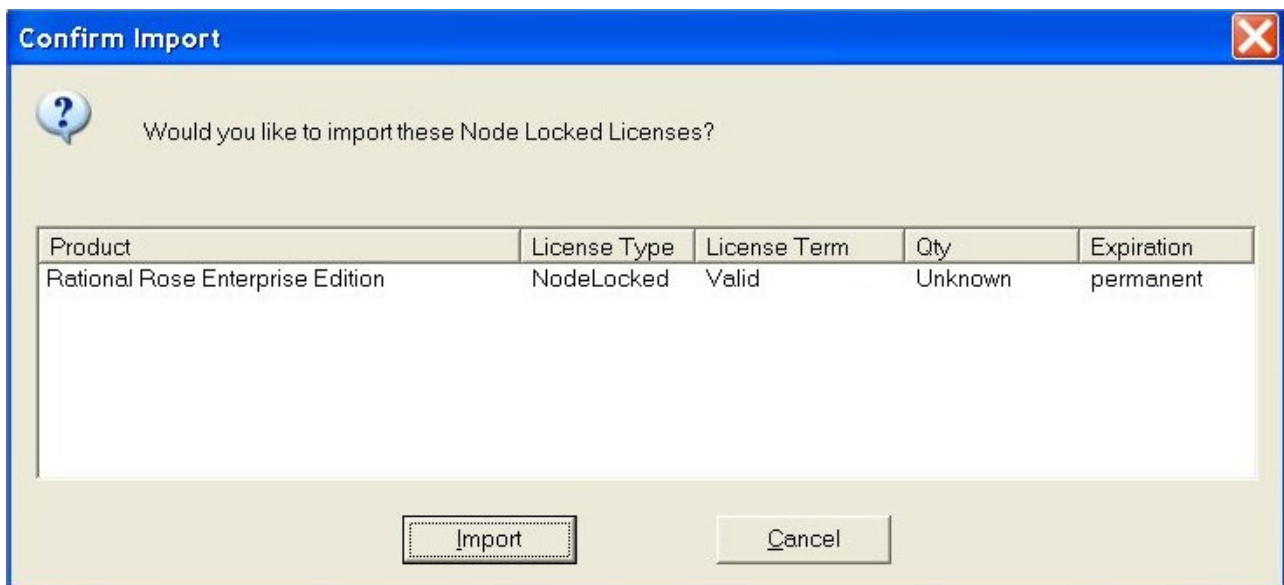 Confirm Import
Would you like to import these Node Locked Licenses?
Product License Type License Term Qty Expiration
Rational Rose Enterprise Edition NodeLocked Valid Unknown permanent
Import Cancel